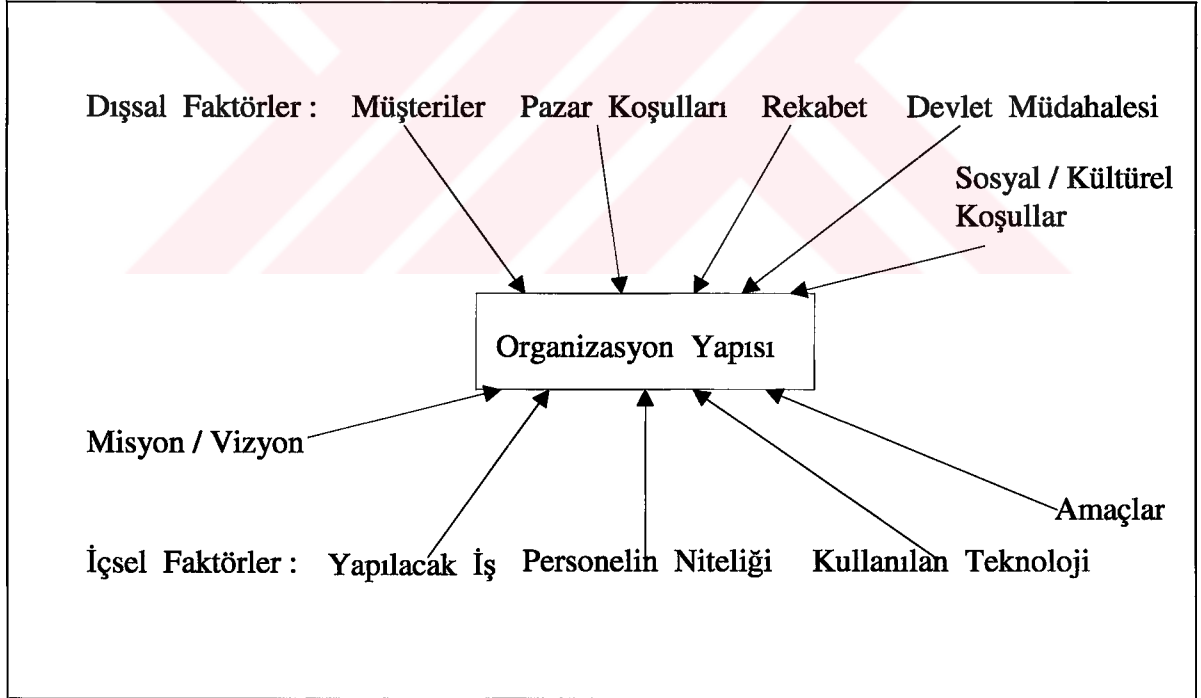 Dışsal Faktörler : Müşteriler Pazar Koşulları Rekabet Devlet Müdahalesi
Sosyal / Kültürel
Koşullar
Organizasyon Yapısı
Misyon / Vizyon
Amaçlar
İçsel Faktörler : Yapılacak İş Personelin Niteliği Kullanılan Teknoloji